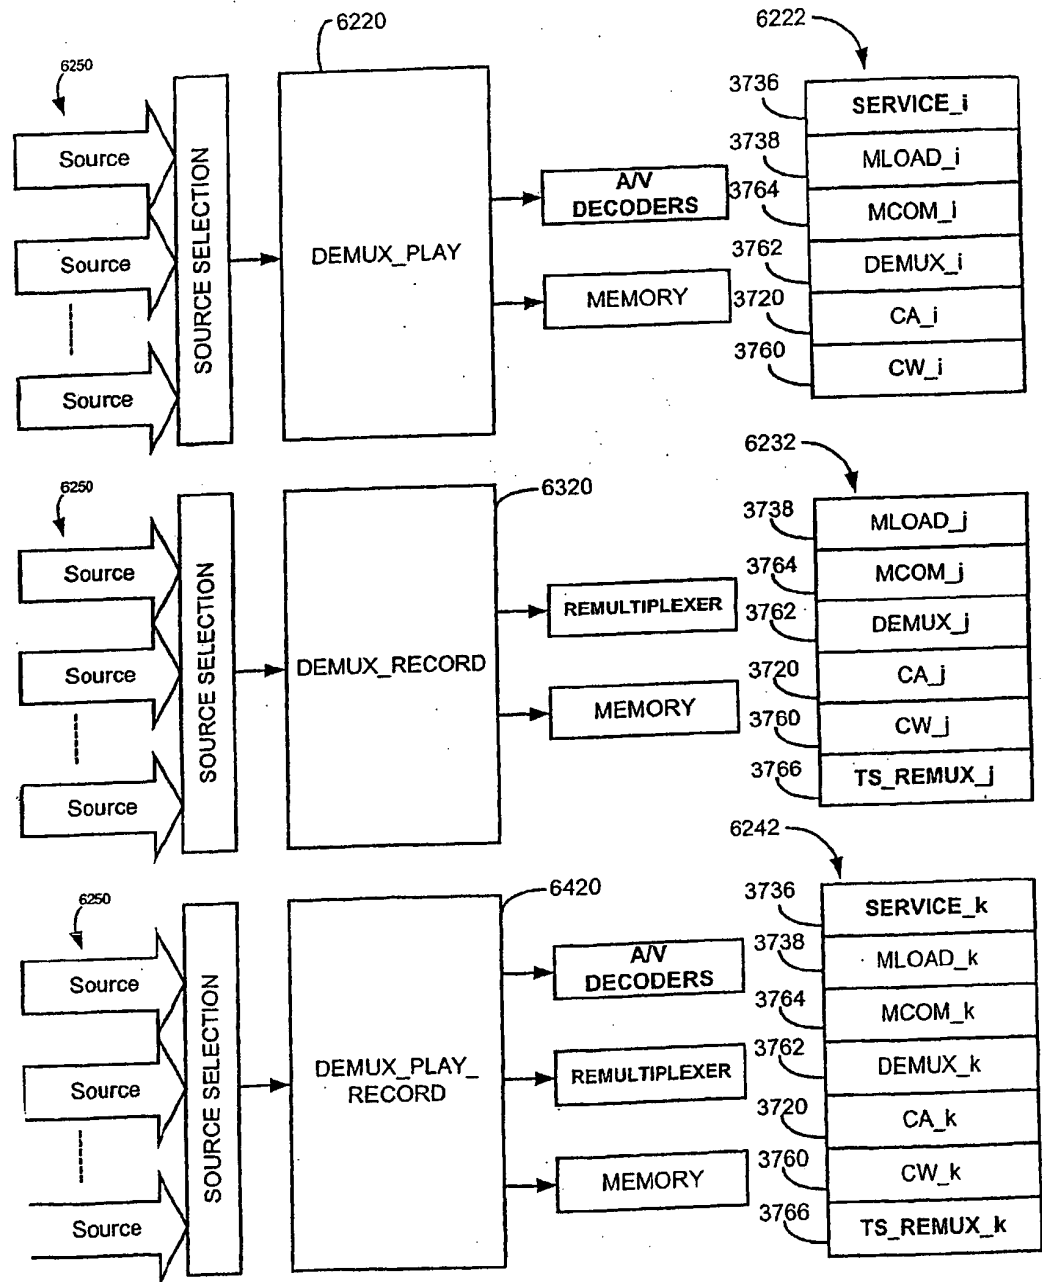 6220
6222
6250
3736
SERVICE_i
Source
SOURCE SELECTION
3738
MLOAD_i
A/V
DECODERS
3764
MCOM_i
Source
DEMUX_PLAY
3762
DEMUX_i
MEMORY
3720
CA_i
3760
CW_i
Source
6232
6250
6320
3738
MLOAD_j
Source
SOURCE SELECTION
3764
MCOM_j
REMULTIPLEXER
3762
DEMUX_j
Source
DEMUX_RECORD
3720
CA_j
MEMORY
3760
CW_j
3766
TS_REMUX_j
Source
6242
6250
6420
3736
SERVICE_k
Source
SOURCE SELECTION
A/V
DECODERS
3738
MLOAD_k
3764
MCOM_k
Source
DEMUX_PLAY_
RECORD
REMULTIPLEXER
3762
DEMUX_k
3720
CA_k
MEMORY
3760
CW_k
Source
3766
TS_REMUX_k